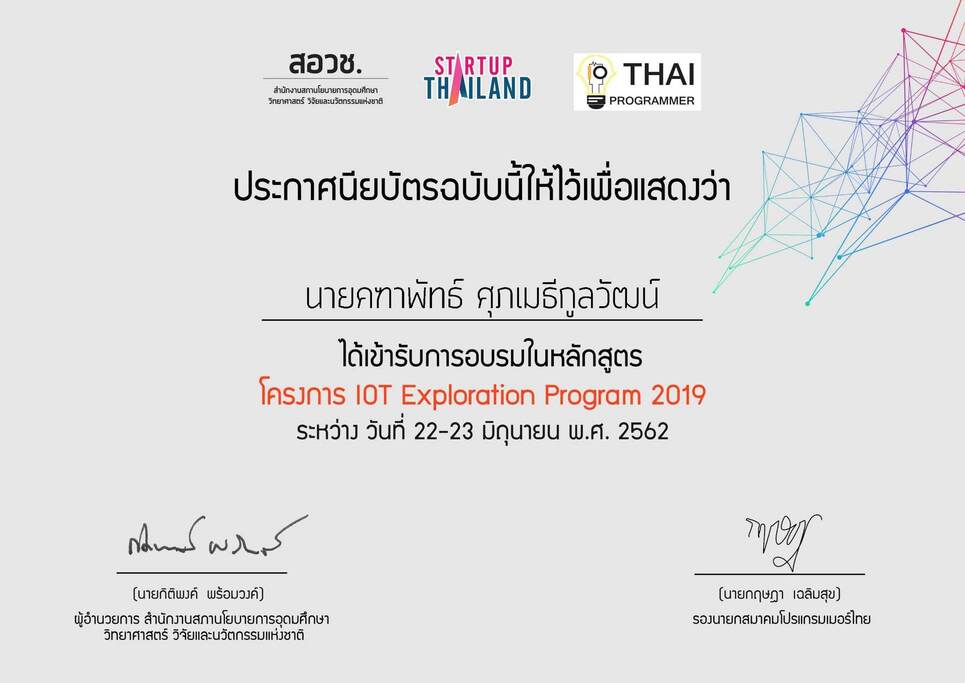 สอวช.
สำนักงานสภานโยบายการอุดมศึกษา
วิทยาศาสตร์ วิจัยและนวัตกรรมแห่งชาติ
STARTUP
THAILAND
THAI
PROGRAMMER
ประกาศนียบัตรฉบับนี้ให้ไว้เพื่อแสดงว่า
นายคฑาพัทธ์ ศุภเมธีกูลวัฒน์
ได้เข้ารับการอบรมในหลักสูตร
โครงการ IOT Exploration Program 2019
ระหว่าง วันที่ 22-23 มิถุนายน พ.ศ. 2562
(นายกิติพงค์ พร้อมวงค์)
ผู้อำนวยการ สำนักงานสภานโยบายการอุดมศึกษา
วิทยาศาสตร์ วิจัยและนวัตกรรมแห่งชาติ
(นายกฤษฎา เฉลิมสุข)
รองนายกสมาคมโปรแกรมเมอร์ไทย